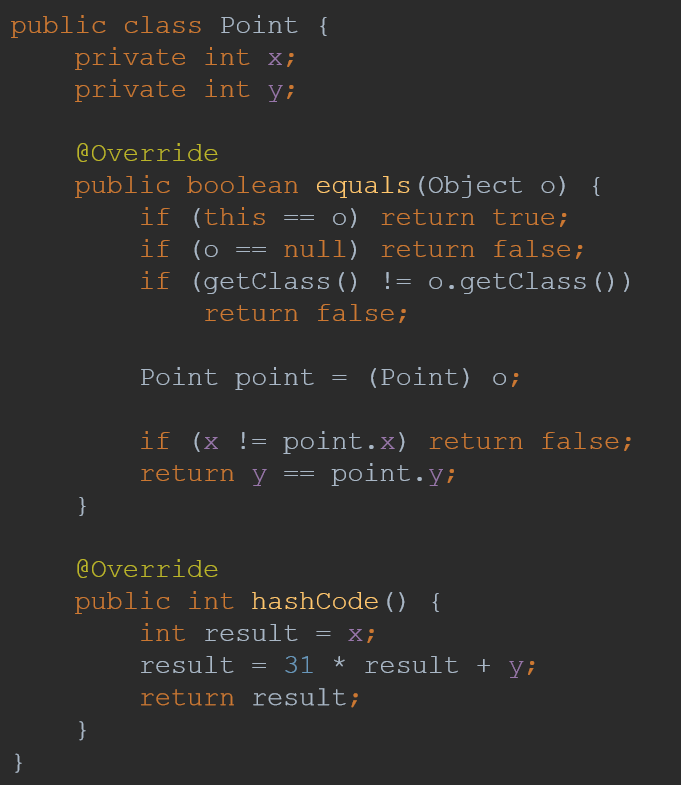 public class Point {
    private int x;
    private int y;

    @Override
    public boolean equals(Object o) {
        if (this == o) return true;
        if (o == null) return false;
        if (getClass() != o.getClass())
            return false;

        Point point = (Point) o;

        if (x != point.x) return false;
        return y == point.y;
    }

    @Override
    public int hashCode() {
        int result = x;
        result = 31 * result + y;
        return result;
    }
}